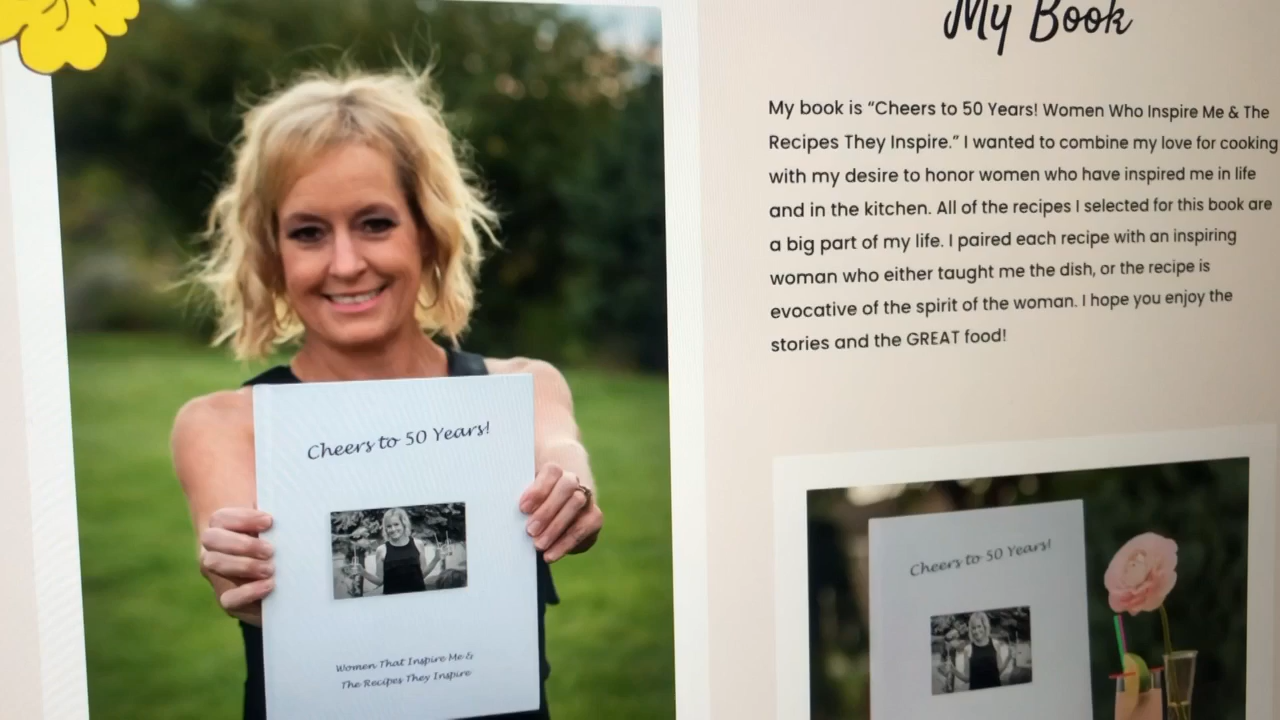 My Book
My book is “Cheers to 50 Years! Women Who Inspire Me & The
Recipes They Inspire.” I wanted to combine my love for cooking
with my desire to honor women who have inspired me in life
and in the kitchen. All of the recipes I selected for this book are
a big part of my life. I paired each recipe with an inspiring
woman who either taught me the dish, or the recipe is
evocative of the spirit of the woman. I hope you enjoy the
stories and the GREAT food!
Cheers to 50 Years!
Women That Inspire Me &
The Recipes They Inspire
Cheers to 50 Years!